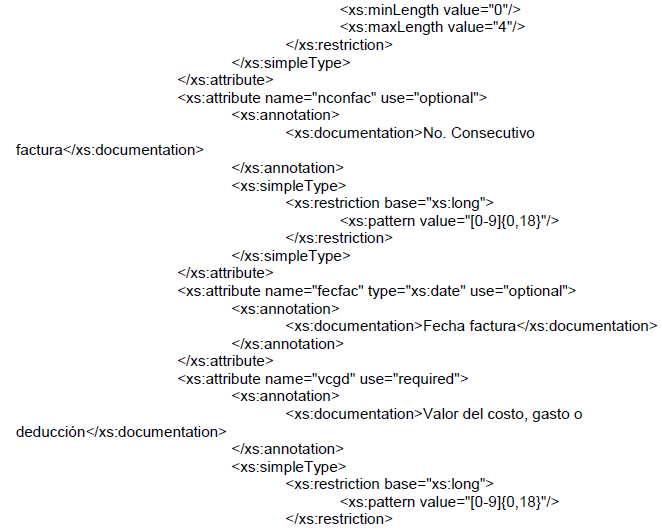 <xs:minLength value="0"/>
<xs:maxLength value="4"/>
</xs:restriction>
</xs:simpleType>
</xs:attribute>
<xs:attribute name="nconfac" use="optional">
<xs:annotation>
<xs:documentation>No. Consecutivo
factura</xs:documentation>
</xs:annotation>
<xs:simpleType>
<xs:restriction base="xs:long">
<xs:pattern value="[0-9]{0,18}"/>
</xs:restriction>
</xs:simpleType>
</xs:attribute>
<xs:attribute name="fecfac" type="xs:date" use="optional">
<xs:annotation>
<xs:documentation>Fecha factura</xs:documentation>
</xs:annotation>
</xs:attribute>
<xs:attribute name="vcgd" use="required">
<xs:annotation>
<xs:documentation>Valor del costo, gasto o
deducción</xs:documentation>
</xs:annotation>
<xs:simpleType>
<xs:restriction base="xs:long">
<xs:pattern value="[0-9]{0,18}"/>
</xs:restriction>